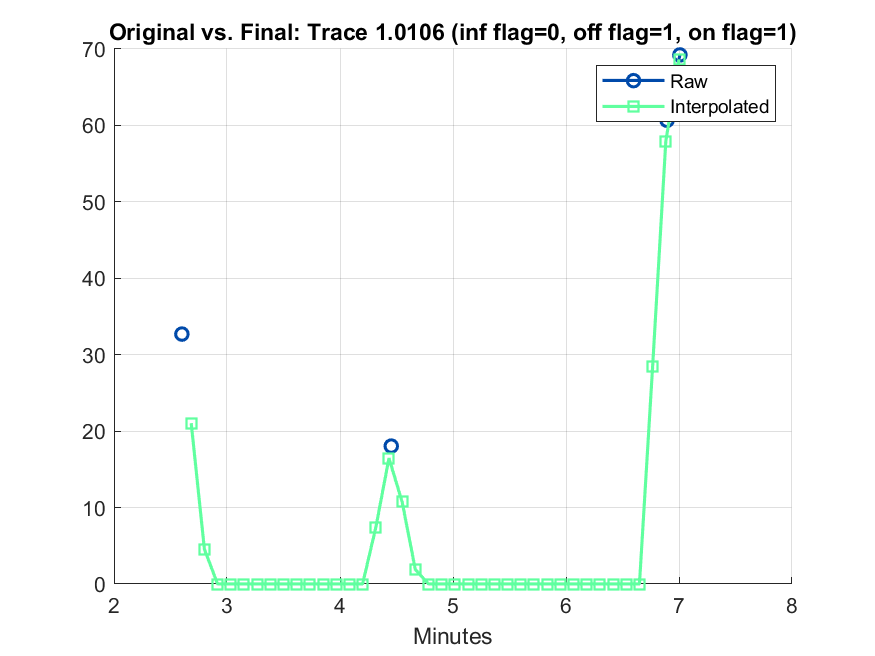 Original vs. Final: Trace 1.0106 (inf flag=0, off flag=1, on flag=1)
70
60
50
40
30
20
10
0
Raw
Interpolated
2 3 4 5 6 7 8
Minutes